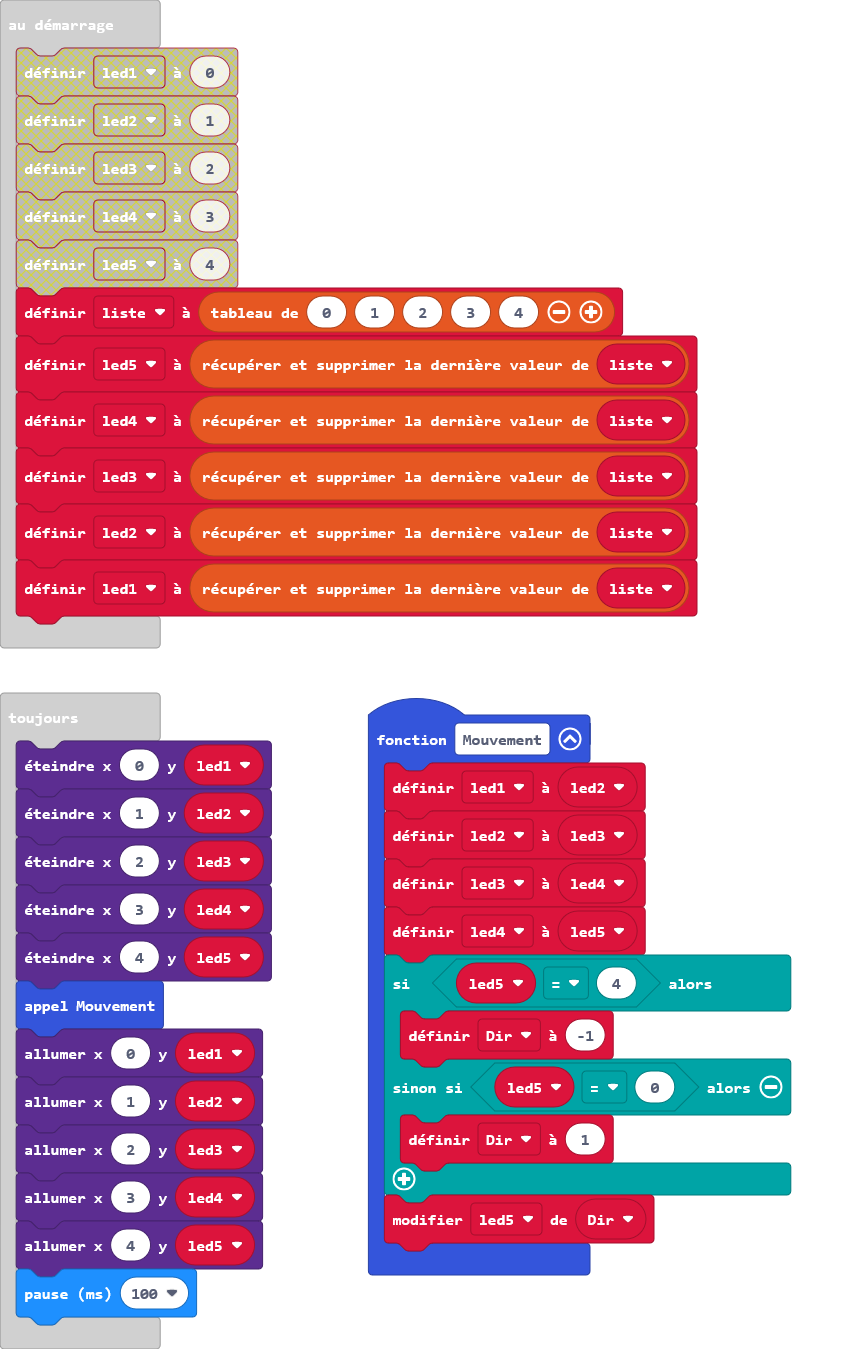 au démarrage
définir led1 à 0
définir led2 à 1
définir led3 à 2
définir led4 à 3
définir led5 à 4
définir liste à tableau de 0 1 2 3 4
définir led5 à récupérer et supprimer la dernière valeur de liste
définir led4 à récupérer et supprimer la dernière valeur de liste
définir led3 à récupérer et supprimer la dernière valeur de liste
définir led2 à récupérer et supprimer la dernière valeur de liste
définir led1 à récupérer et supprimer la dernière valeur de liste
toujours
éteindre x 0 y led1
éteindre x 1 y led2
éteindre x 2 y led3
éteindre x 3 y led4
éteindre x 4 y led5
appel Mouvement
allumer x 0 y led1
allumer x 1 y led2
allumer x 2 y led3
allumer x 3 y led4
allumer x 4 y led5
pause (ms) 100
fonction Mouvement
définir led1 à led2
définir led2 à led3
définir led3 à led4
définir led4 à led5
si led5 = 4 alors
définir Dir à -1
sinon si led5 = 0 alors
définir Dir à 1
modifier led5 de Dir